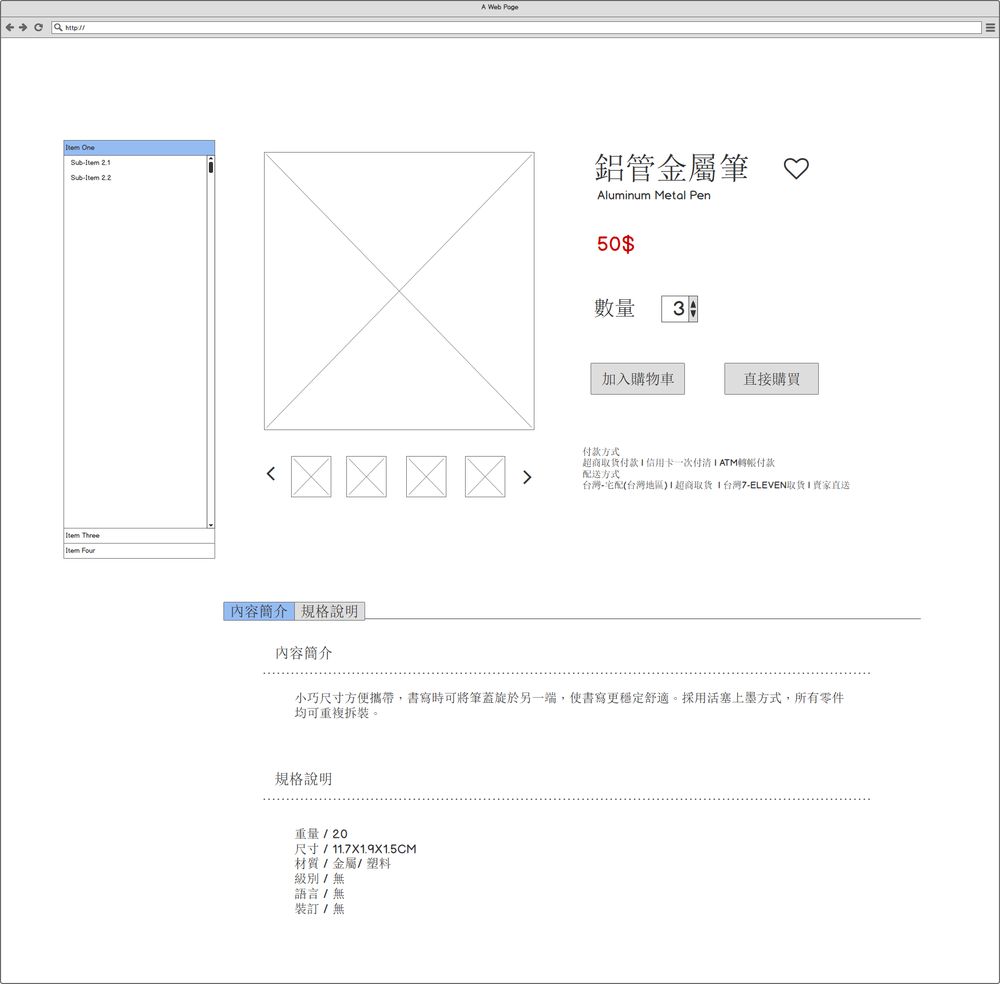 A Web Page
http://
Item One
Sub-Item 2.1
Sub-Item 2.2
Item Three
Item Four
鋁管金屬筆
Aluminum Metal Pen
50$
數量 3
加入購物車 直接購買
付款方式
超商取貨付款 | 信用卡一次付清 | ATM轉帳付款
配送方式
台灣-宅配(台灣地區) | 超商取貨 | 台灣7-ELEVEN取貨 | 賣家直送
內容簡介 規格說明
內容簡介
小巧尺寸方便攜帶，書寫時可將筆蓋旋於另一端，使書寫更穩定舒適。採用活塞上墨方式，所有零件
均可重複拆裝。
規格說明
重量 / 20
尺寸 / 11.7X1.9X1.5CM
材質 / 金屬/ 塑料
級別 / 無
語言 / 無
裝訂 / 無